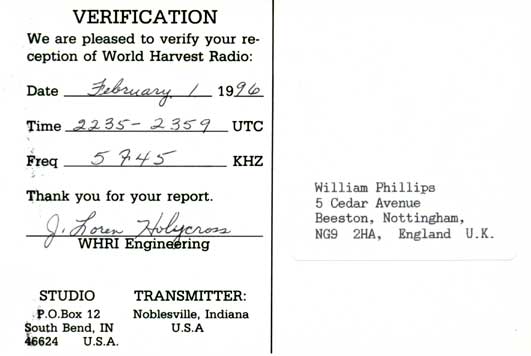 VERIFICATION
We are pleased to verify your re-
ception of World Harvest Radio:
Date February 1 1996
Time 2235 - 2359 UTC
Freq 5745 KHZ
Thank you for your report.
J. Loren Holycross
WHRI Engineering
STUDIO
P.O.Box 12
South Bend, IN
46624 U.S.A.
TRANSMITTER:
Noblesville, Indiana
U.S.A
William Phillips
5 Cedar Avenue
Beeston, Nottingham,
NG9 2HA, England U.K.